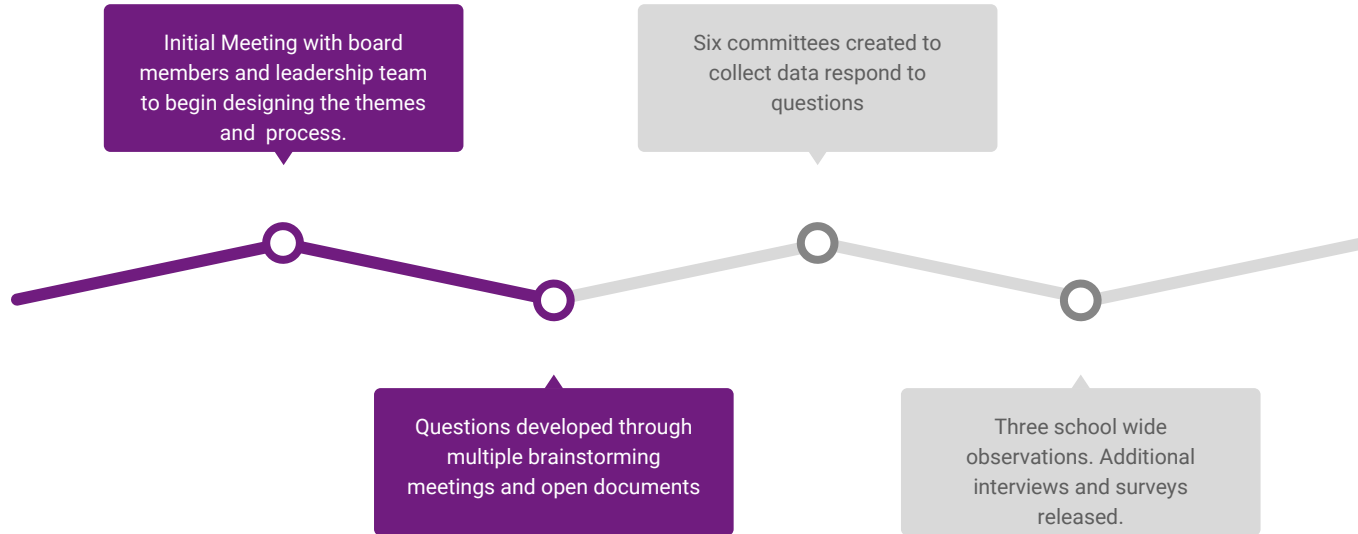 Initial Meeting with board
members and leadership team
to begin designing the themes
and process.
Questions developed through
multiple brainstorming
meetings and open documents
Six committees created to
collect data respond to
questions
Three school wide
observations. Additional
interviews and surveys
released.